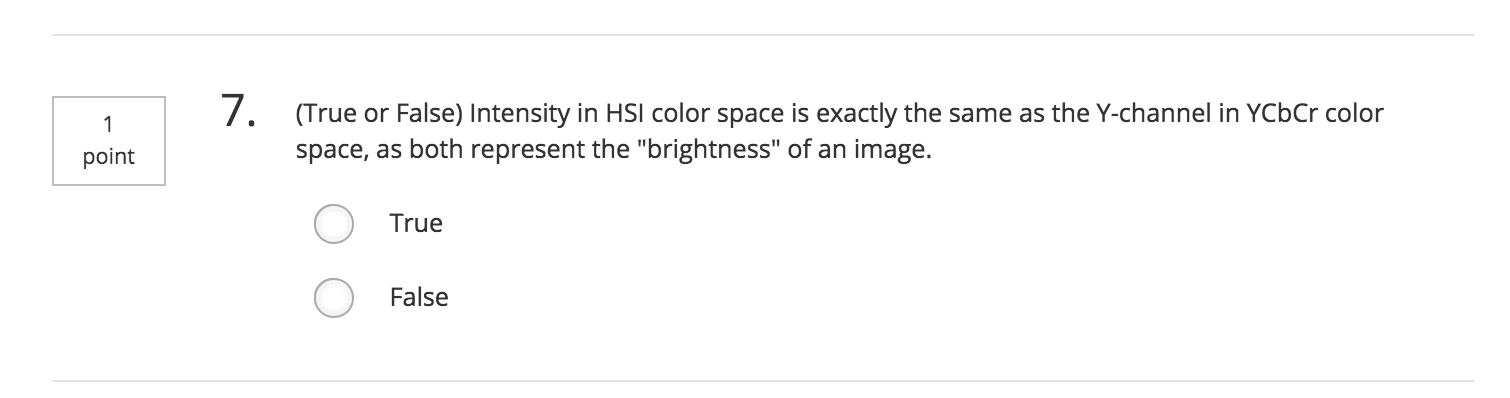 1
point
7.
(True or False) Intensity in HSI color space is exactly the same as the Y-channel in YCbCr color
space, as both represent the "brightness" of an image.
True
False